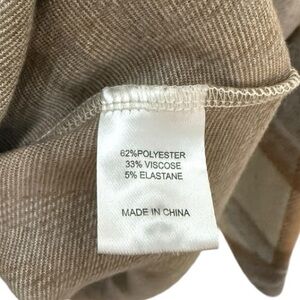 62%POLYESTER
33% VISCOSE
5% ELASTANE
MADE IN CHINA